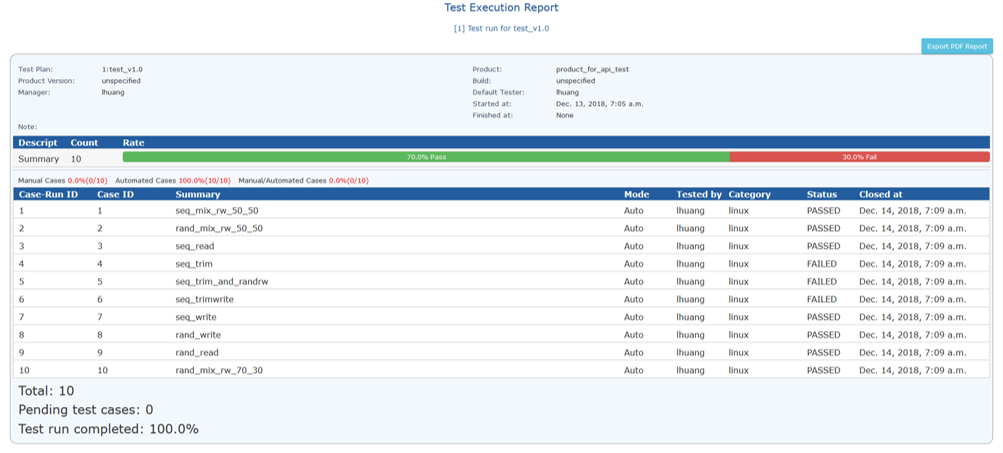 Test Execution Report
[1] Test run for test_v1.0
Export PDF Report
Test Plan: 1:test_v1.0 Product: product_for_api_test
Product Version: unspecified Build: unspecified
Manager: lhuang Default Tester: lhuang
Started at: Dec. 13, 2018, 7:05 a.m.
Finished at: None
Note:
Descript Count Rate
Summary 10 70.0% Pass 30.0% Fail
Manual Cases 0.0%(0/10) Automated Cases 100.0%(10/10) Manual/Automated Cases 0.0%(0/10)
Case-Run ID Case ID Summary Mode Tested by Category Status Closed at
1 1 seq_mix_rw_50_50 Auto lhuang linux PASSED Dec. 14, 2018, 7:09 a.m.
2 2 rand_mix_rw_50_50 Auto lhuang linux PASSED Dec. 14, 2018, 7:09 a.m.
3 3 seq_read Auto lhuang linux PASSED Dec. 14, 2018, 7:09 a.m.
4 4 seq_trim Auto lhuang linux FAILED Dec. 14, 2018, 7:09 a.m.
5 5 seq_trim_and_randrw Auto lhuang linux FAILED Dec. 14, 2018, 7:09 a.m.
6 6 seq_trimwrite Auto lhuang linux FAILED Dec. 14, 2018, 7:09 a.m.
7 7 seq_write Auto lhuang linux PASSED Dec. 14, 2018, 7:09 a.m.
8 8 rand_write Auto lhuang linux PASSED Dec. 14, 2018, 7:09 a.m.
9 9 rand_read Auto lhuang linux PASSED Dec. 14, 2018, 7:09 a.m.
10 10 rand_mix_rw_70_30 Auto lhuang linux PASSED Dec. 14, 2018, 7:09 a.m.
Total: 10
Pending test cases: 0
Test run completed: 100.0%